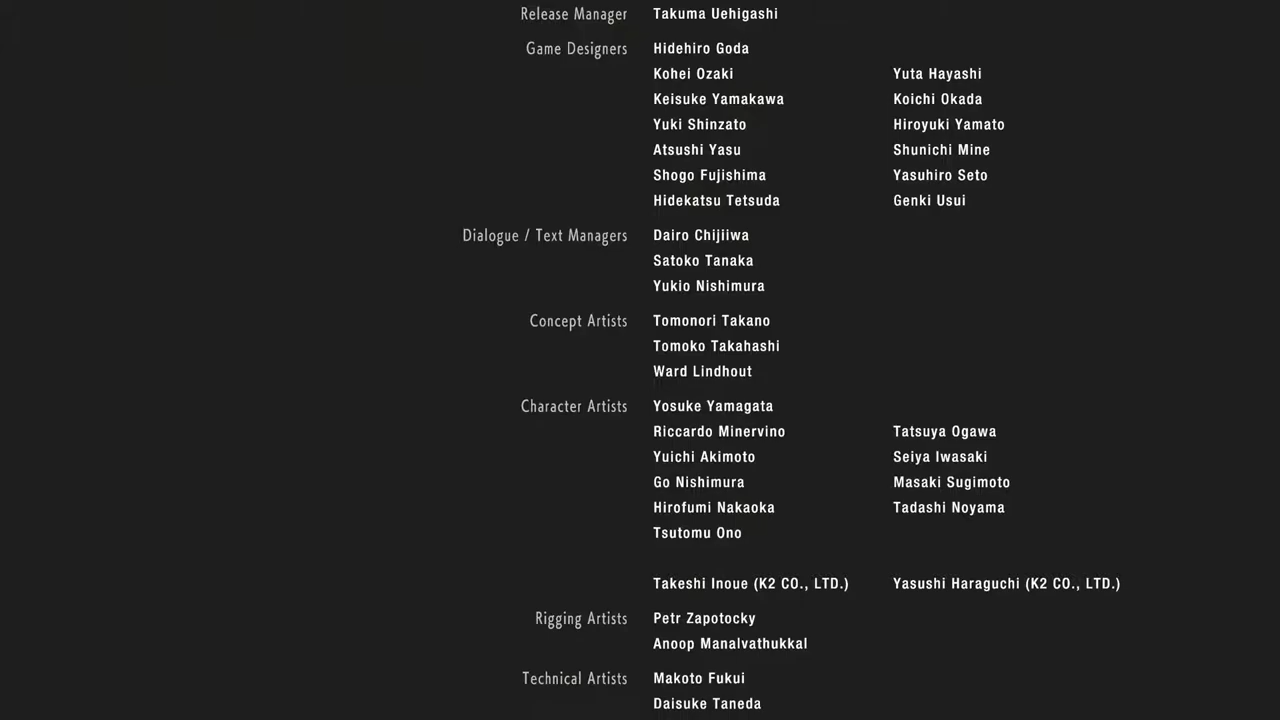 Release Manager Takuma Uehigashi
Game Designers Hidehiro Goda
Kohei Ozaki Yuta Hayashi
Keisuke Yamakawa Koichi Okada
Yuki Shinzato Hiroyuki Yamato
Atsushi Yasu Shunichi Mine
Shogo Fujishima Yasuhiro Seto
Hidekatsu Tetsuda Genki Usui
Dialogue / Text Managers Dairo Chijiiwa
Satoko Tanaka
Yukio Nishimura
Concept Artists Tomonori Takano
Tomoko Takahashi
Ward Lindhout
Character Artists Yosuke Yamagata
Riccardo Minervino Tatsuya Ogawa
Yuichi Akimoto Seiya Iwasaki
Go Nishimura Masaki Sugimoto
Hirofumi Nakaoka Tadashi Noyama
Tsutomu Ono
Takeshi Inoue (K2 CO., LTD.) Yasushi Haraguchi (K2 CO., LTD.)
Rigging Artists Petr Zapotocky
Anoop Manalvathukkal
Technical Artists Makoto Fukui
Daisuke Taneda